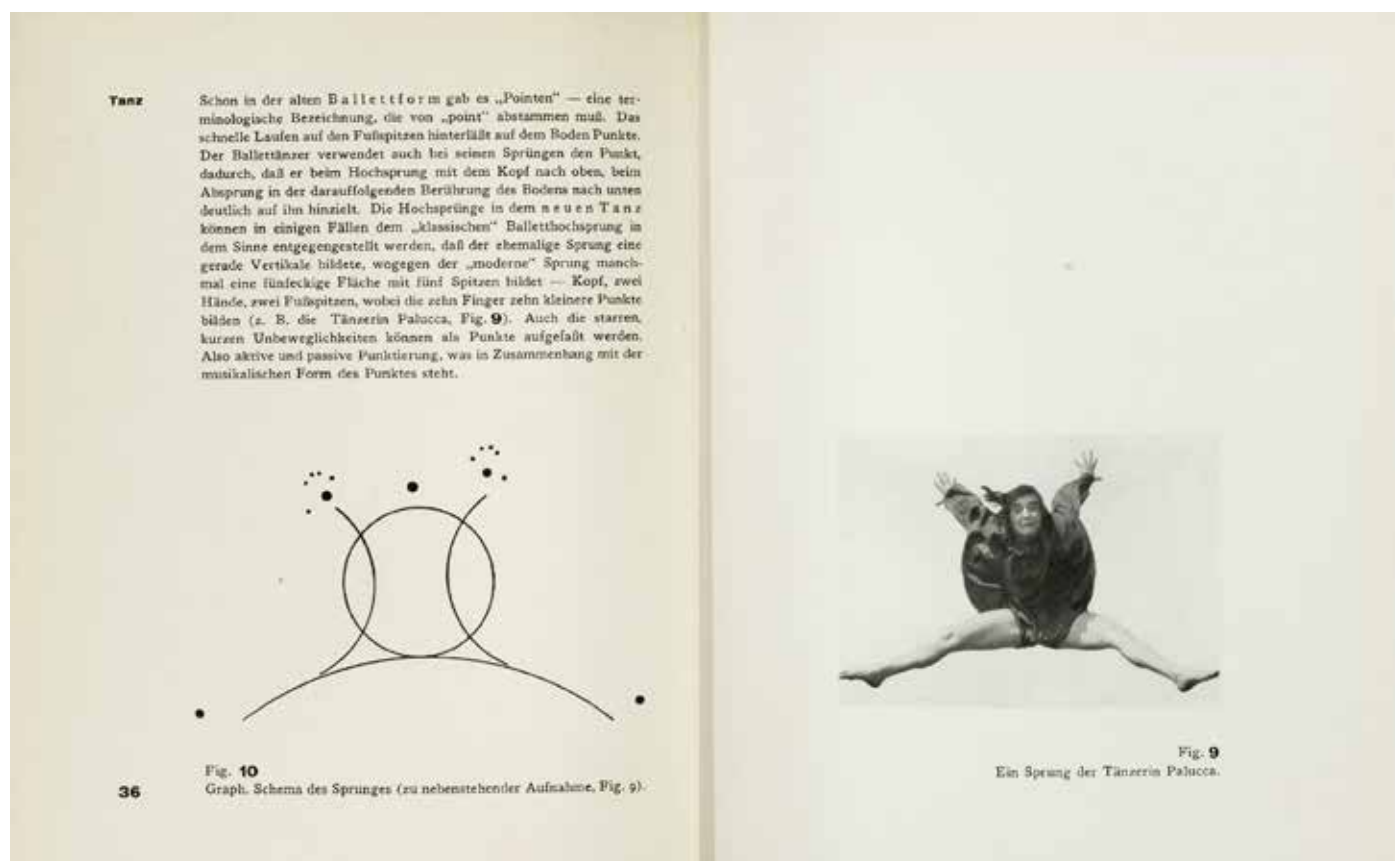 Tanz
Schon in der alten Ballettform gab es „Pointen“ — eine ter-
minologische Bezeichnung, die von „point“ abstammen muß. Das
schnelle Laufen auf den Fußspitzen hinterläßt auf dem Boden Punkte.
Der Ballettänzer verwendet auch bei seinen Sprüngen den Punkt,
dadurch, daß er beim Hochsprung mit dem Kopf nach oben, beim
Absprung in der darauffolgenden Berührung des Bodens nach unten
deutlich auf ihn hinzielt. Die Hochsprünge in dem neuen Tanz
können in einigen Fällen dem „klassischen“ Balletthochsprung in
dem Sinne entgegengestellt werden, daß der ehemalige Sprung eine
gerade Vertikale bildete, wogegen der „moderne“ Sprung manch-
mal eine fünfeckige Fläche mit fünf Spitzen bildet — Kopf, zwei
Hände, zwei Fußspitzen, wobei die zehn Finger zehn kleinere Punkte
bilden (z. B. die Tänzerin Palucca, Fig. 9). Auch die starren,
kurzen Unbeweglichkeiten können als Punkte aufgefaßt werden.
Also aktive und passive Punktierung, was in Zusammenhang mit der
musikalischen Form des Punktes steht.
Fig. 10
Graph. Schema des Sprunges (zu nebenstehender Aufnahme, Fig. 9).
36
Fig. 9
Ein Sprung der Tänzerin Palucca.